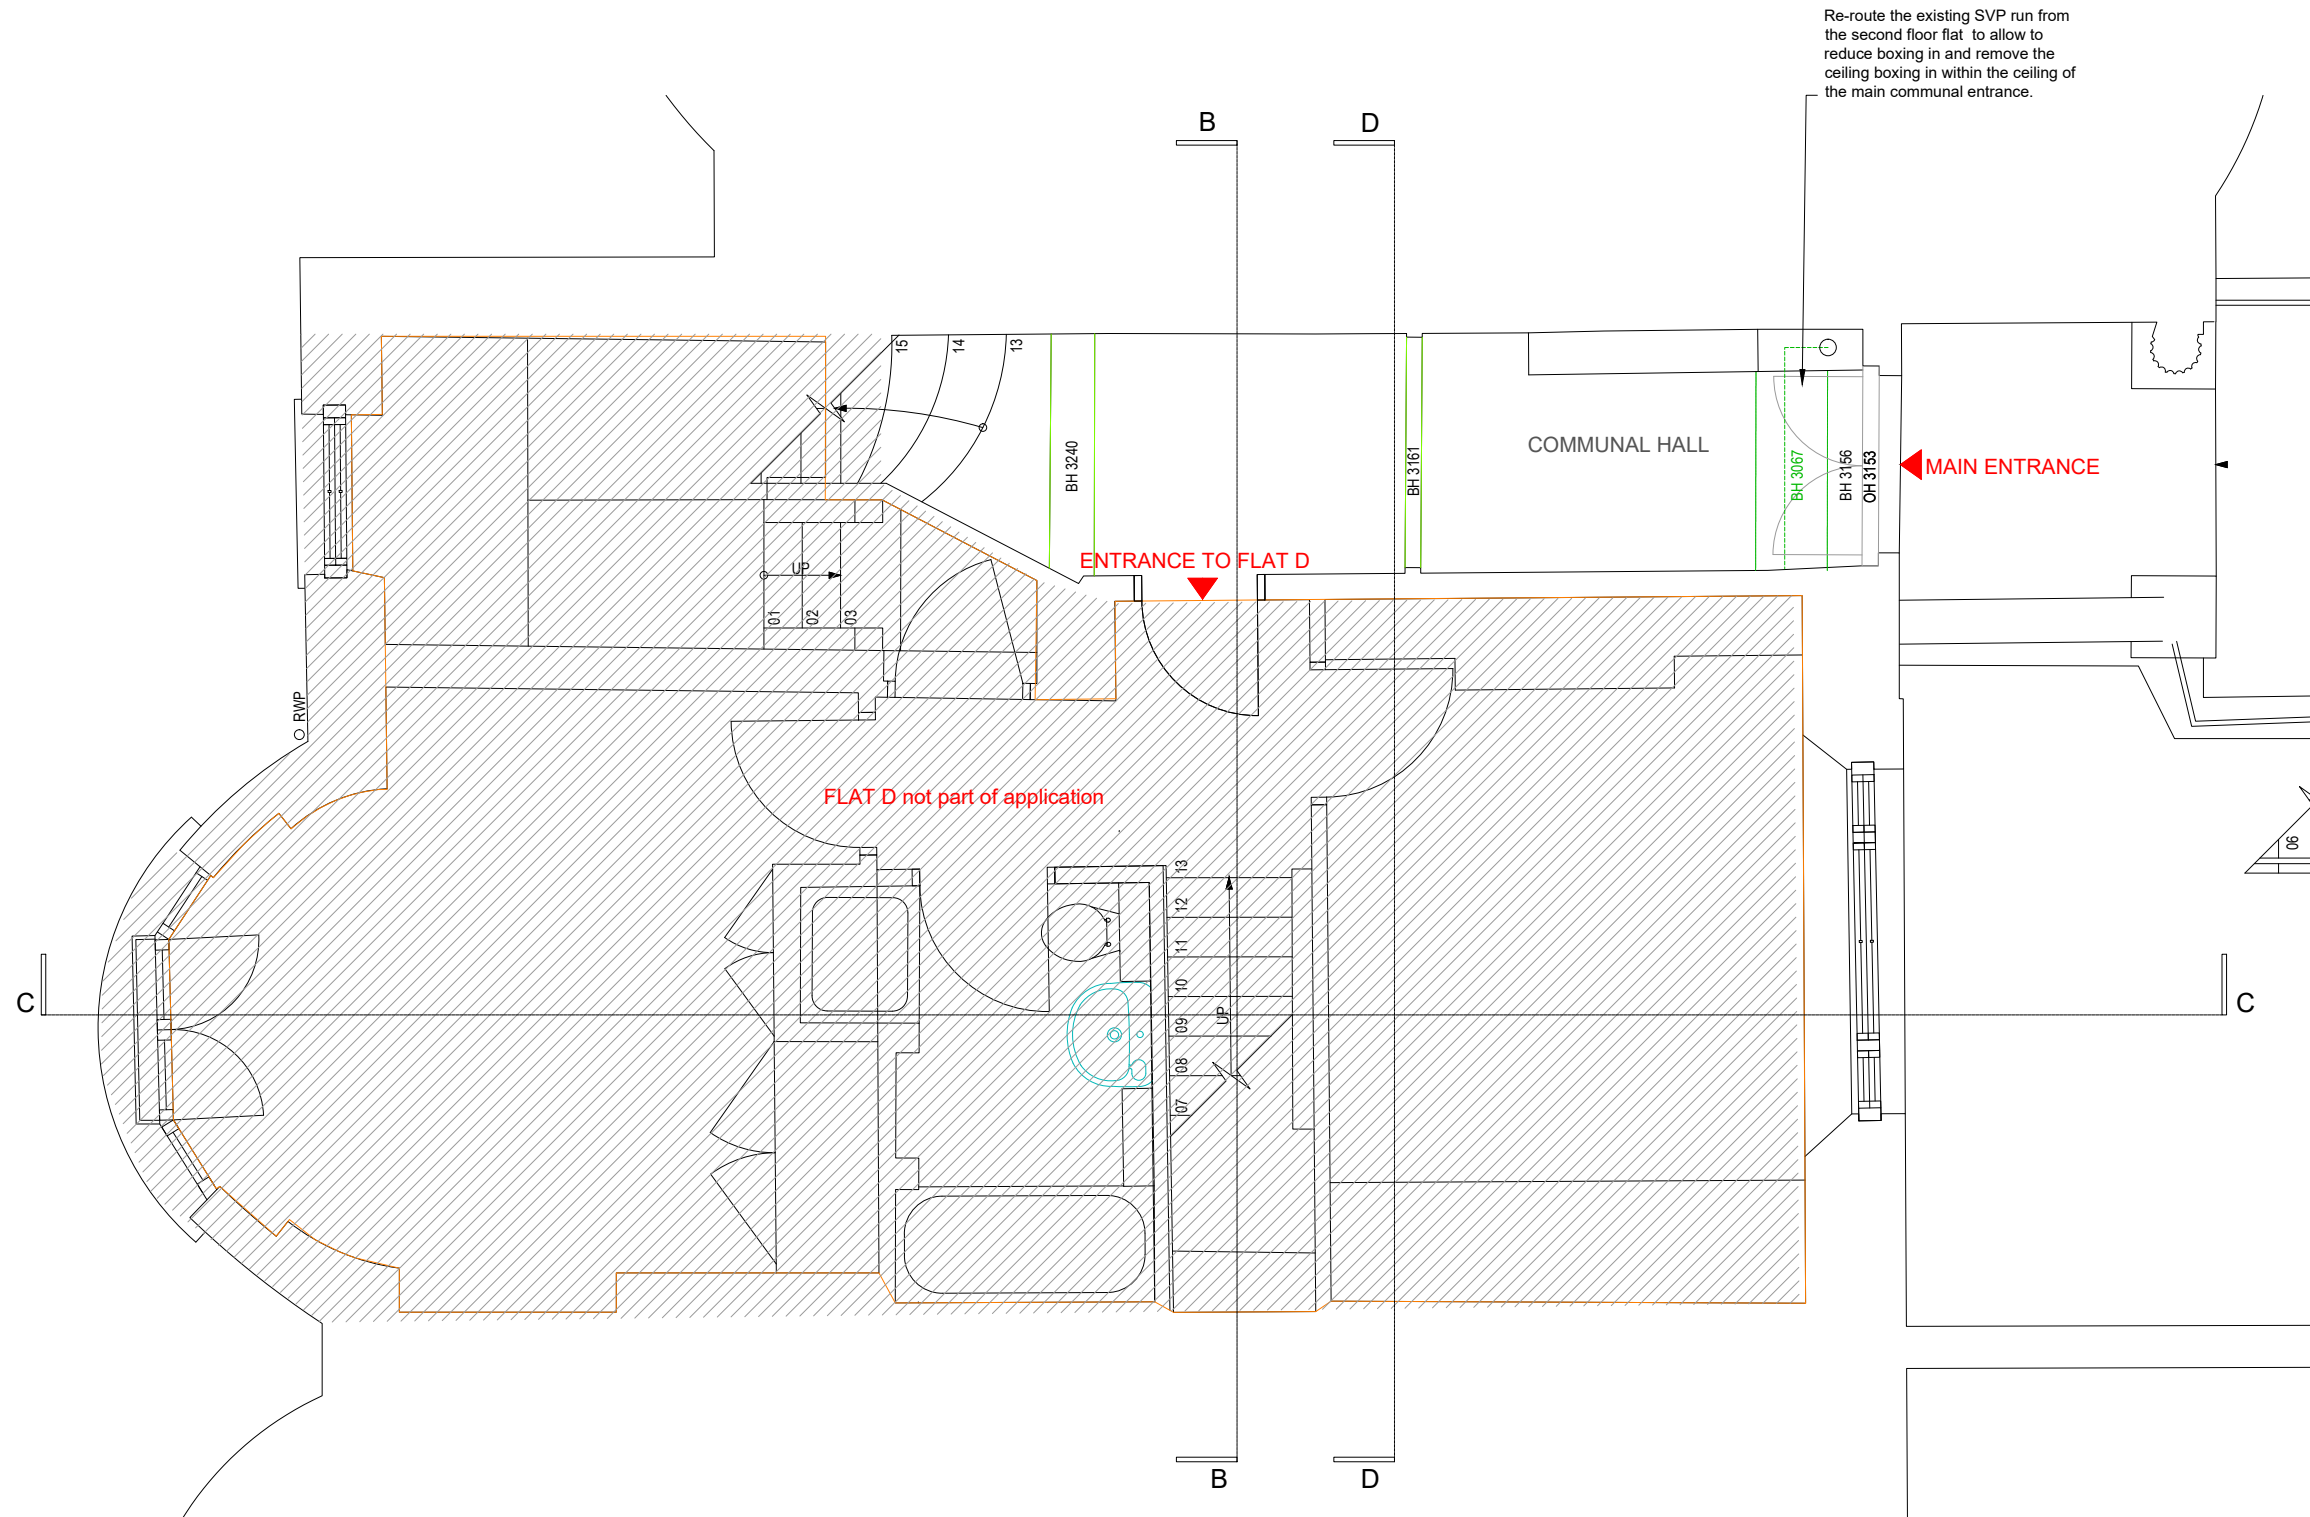 Re-route the existing SVP run from
the second floor flat to allow to
reduce boxing in and remove the
ceiling boxing in within the ceiling of
the main communal entrance.
B
D
15
14
13
BH 3240
BH 3161
COMMUNAL HALL
BH 3067
BH 3156
OH 3153
MAIN ENTRANCE
ENTRANCE TO FLAT D
UP
01
02
03
RWP
FLAT D not part of application
06
13
12
11
10
09
08
07
UP
C
C
B
D